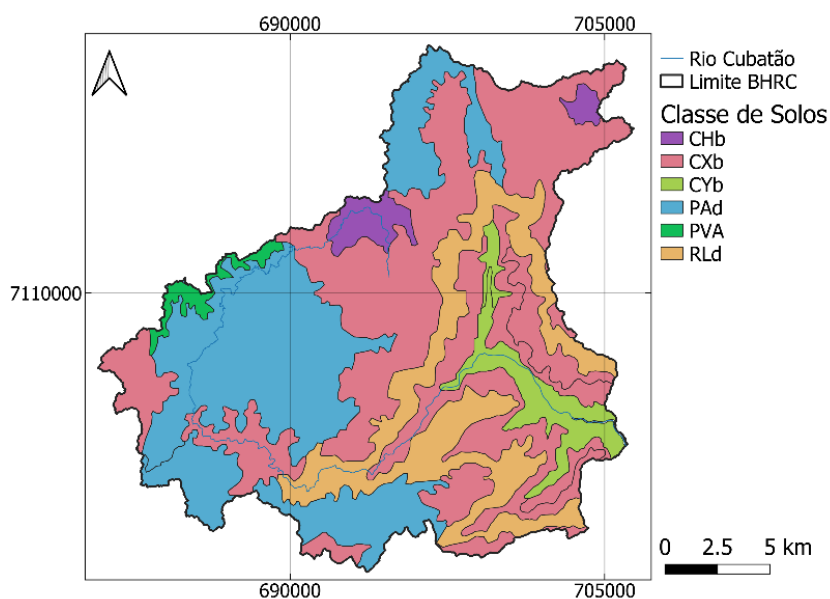 690000 705000
Rio Cubatão
Limite BHRC
Classe de Solos
CHb
CXb
CYb
PAd
PVA
RLd
7110000
0 2.5 5 km
690000 705000